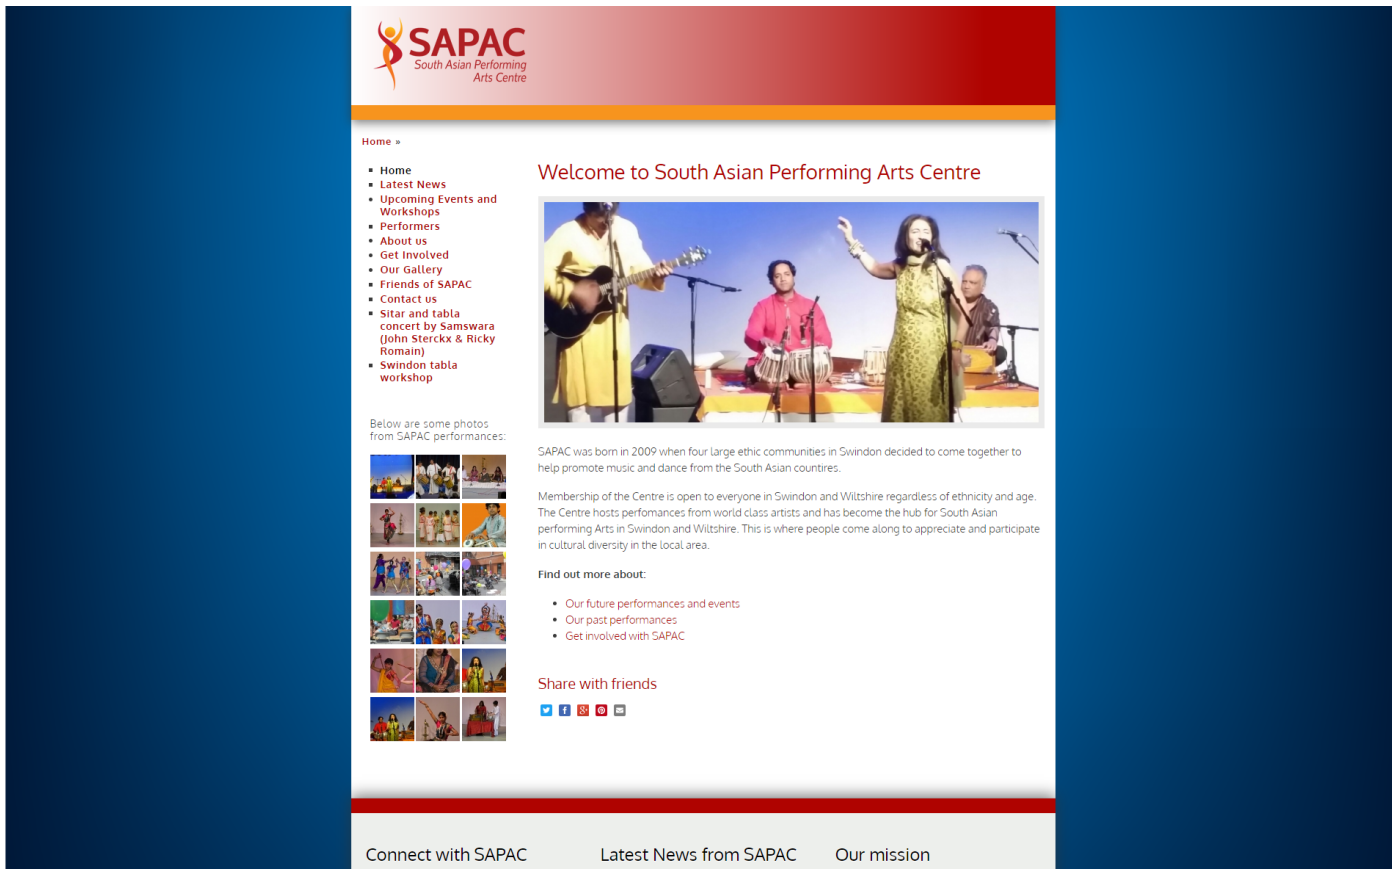 SAPAC
South Asian Performing
Arts Centre
Home »
Home
Latest News
Upcoming Events and
Workshops
Performers
About us
Get Involved
Our Gallery
Friends of SAPAC
Contact us
Sitar and tabla
concert by Samswara
(John Sterckx & Ricky
Romain)
Swindon tabla
workshop
Below are some photos
from SAPAC performances:
Welcome to South Asian Performing Arts Centre
SAPAC was born in 2009 when four large ethic communities in Swindon decided to come together to
help promote music and dance from the South Asian countires.
Membership of the Centre is open to everyone in Swindon and Wiltshire regardless of ethnicity and age.
The Centre hosts perfomances from world class artists and has become the hub for South Asian
performing Arts in Swindon and Wiltshire. This is where people come along to appreciate and participate
in cultural diversity in the local area.
Find out more about:
Our future performances and events
Our past performances
Get involved with SAPAC
Share with friends
Connect with SAPAC
Latest News from SAPAC
Our mission